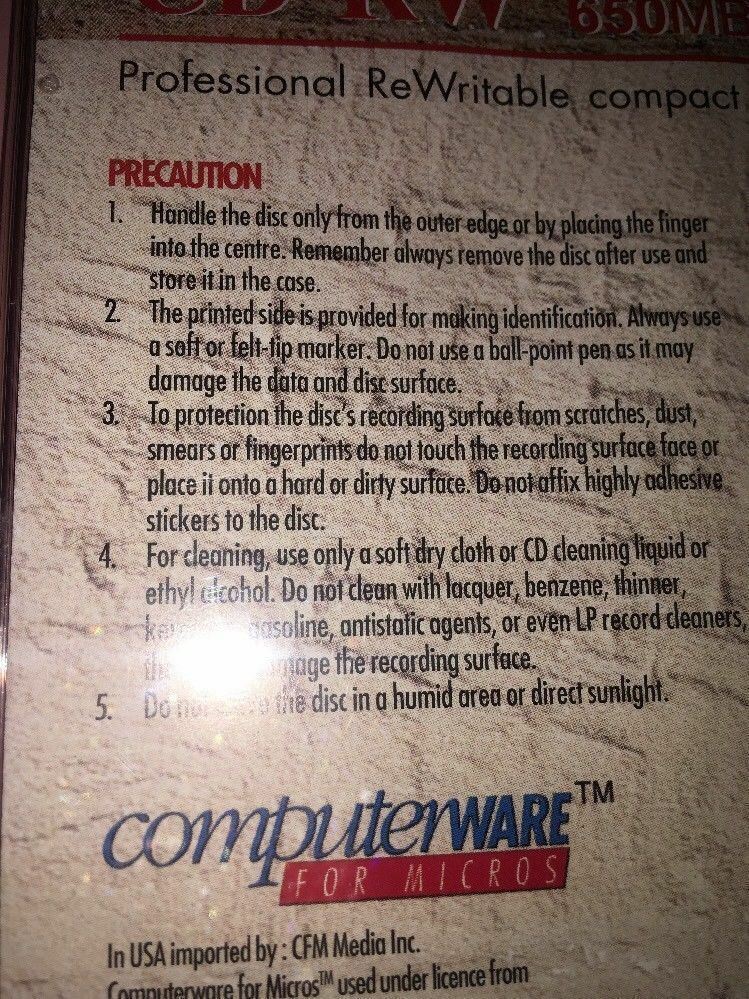 CD-RW 650MB
Professional ReWritable compact
PRECAUTION
1. Handle the disc only from the outer edge or by placing the finger
into the centre. Remember always remove the disc after use and
store it in the case.
2. The printed side is provided for making identification. Always use
a soft or felt-tip marker. Do not use a ball-point pen as it may
damage the data and disc surface.
3. To protection the disc's recording surface from scratches, dust,
smears or fingerprints do not touch the recording surface face or
place it onto a hard or dirty surface. Do not affix highly adhesive
stickers to the disc.
4. For cleaning, use only a soft dry cloth or CD cleaning liquid or
ethyl alcohol. Do not clean with lacquer, benzene, thinner,
gasoline, antistatic agents, or even LP record cleaners,
the recording surface.
5. Do the disc in a humid area or direct sunlight.
computerWARE™
FOR MICROS
In USA imported by : CFM Media Inc.
Computerware for Micros™ used under licence from